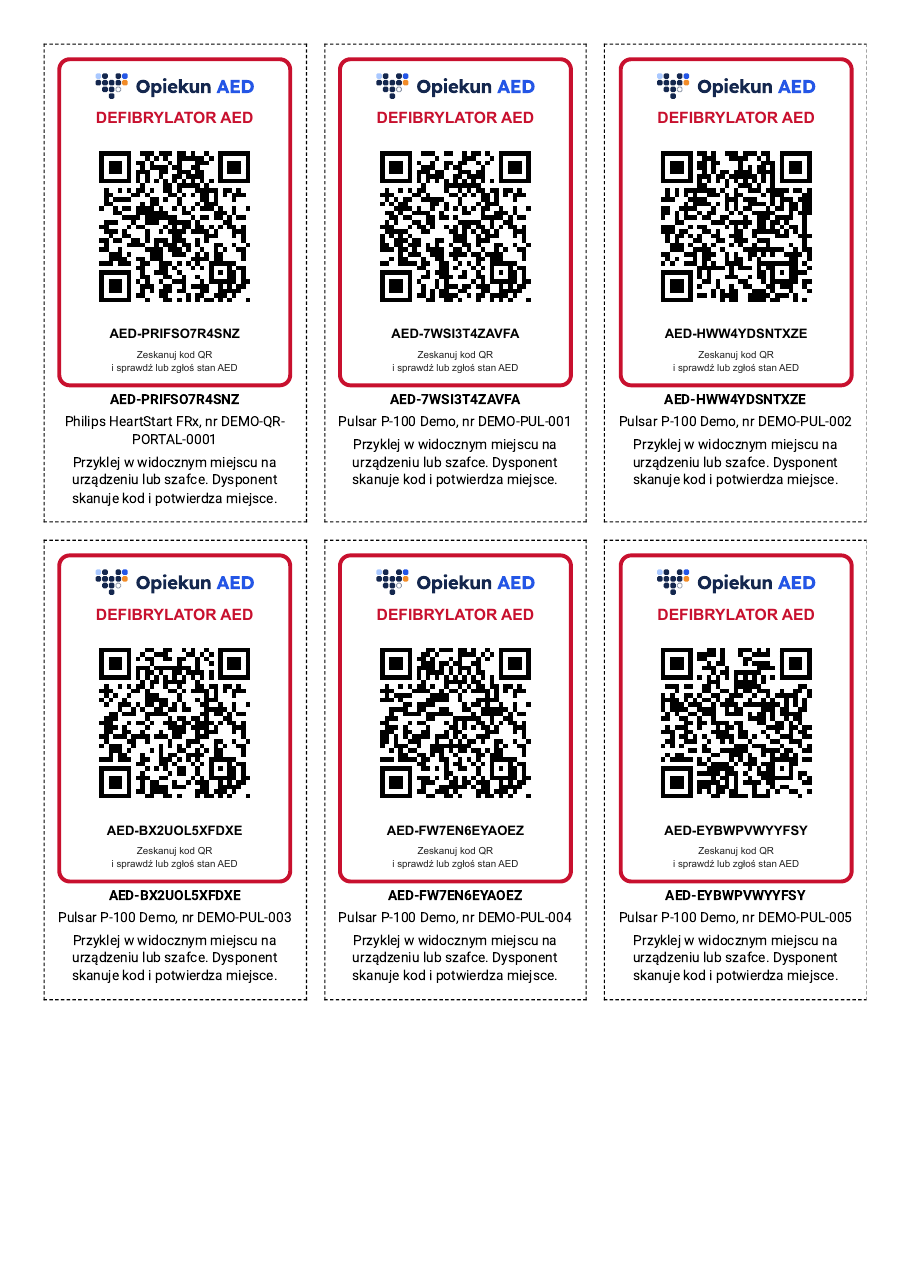 Opiekun AED
DEFIBRYLATOR AED
AED-PRIFSO7R4SNZ
Zeskanuj kod QR
i sprawdź lub zgłoś stan AED
AED-PRIFSO7R4SNZ
Philips HeartStart FRx, nr DEMO-QR-
PORTAL-0001
Przyklej w widocznym miejscu na
urządzeniu lub szafce. Dysponent
skanuje kod i potwierdza miejsce.
Opiekun AED
DEFIBRYLATOR AED
AED-7WSI3T4ZAVFA
Zeskanuj kod QR
i sprawdź lub zgłoś stan AED
AED-7WSI3T4ZAVFA
Pulsar P-100 Demo, nr DEMO-PUL-001
Przyklej w widocznym miejscu na
urządzeniu lub szafce. Dysponent
skanuje kod i potwierdza miejsce.
Opiekun AED
DEFIBRYLATOR AED
AED-HWW4YDSNTXZE
Zeskanuj kod QR
i sprawdź lub zgłoś stan AED
AED-HWW4YDSNTXZE
Pulsar P-100 Demo, nr DEMO-PUL-002
Przyklej w widocznym miejscu na
urządzeniu lub szafce. Dysponent
skanuje kod i potwierdza miejsce.
Opiekun AED
DEFIBRYLATOR AED
AED-BX2UOL5XFDXE
Zeskanuj kod QR
i sprawdź lub zgłoś stan AED
AED-BX2UOL5XFDXE
Pulsar P-100 Demo, nr DEMO-PUL-003
Przyklej w widocznym miejscu na
urządzeniu lub szafce. Dysponent
skanuje kod i potwierdza miejsce.
Opiekun AED
DEFIBRYLATOR AED
AED-FW7EN6EYAOEZ
Zeskanuj kod QR
i sprawdź lub zgłoś stan AED
AED-FW7EN6EYAOEZ
Pulsar P-100 Demo, nr DEMO-PUL-004
Przyklej w widocznym miejscu na
urządzeniu lub szafce. Dysponent
skanuje kod i potwierdza miejsce.
Opiekun AED
DEFIBRYLATOR AED
AED-EYBWPVWYYFSY
Zeskanuj kod QR
i sprawdź lub zgłoś stan AED
AED-EYBWPVWYYFSY
Pulsar P-100 Demo, nr DEMO-PUL-005
Przyklej w widocznym miejscu na
urządzeniu lub szafce. Dysponent
skanuje kod i potwierdza miejsce.